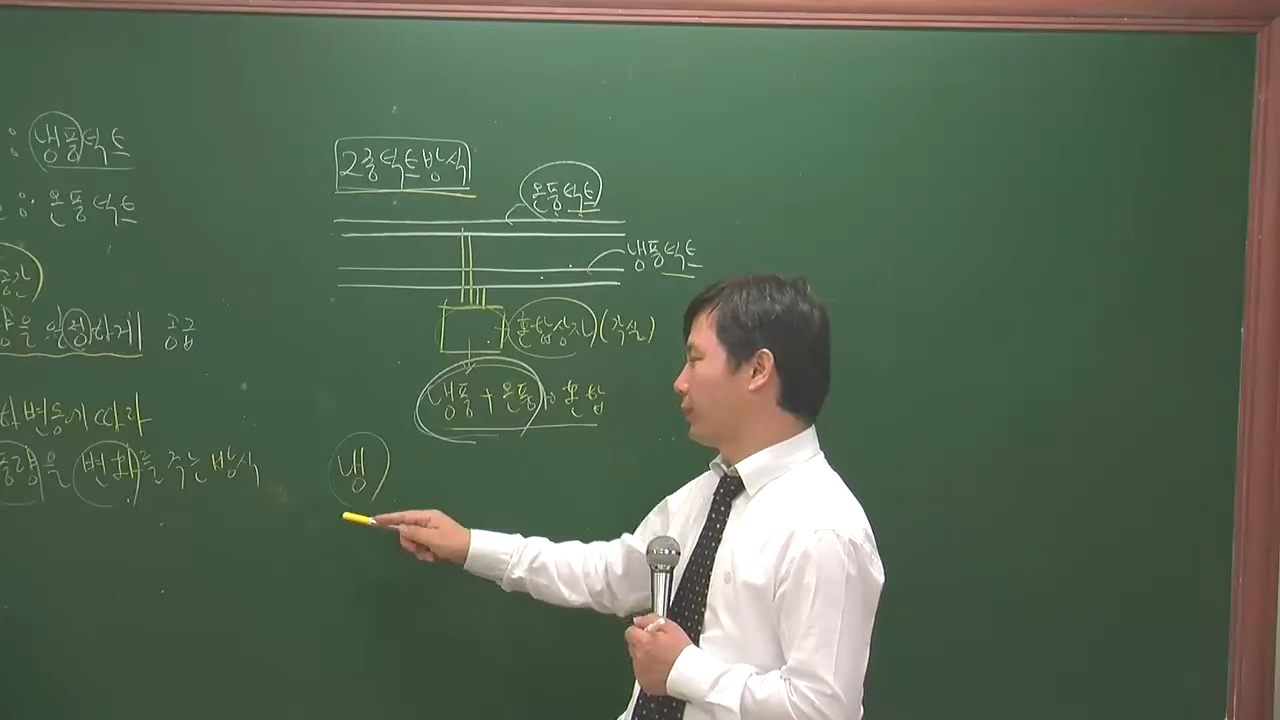 : 냉풍덕트
: 온풍덕트
공간
량을 일정하게 공급
변동에 따라
풍량을 변화를 주는 방식
2중덕트방식
온풍덕트
냉풍덕트
혼합상자(각실)
냉풍+온풍→혼합
냉